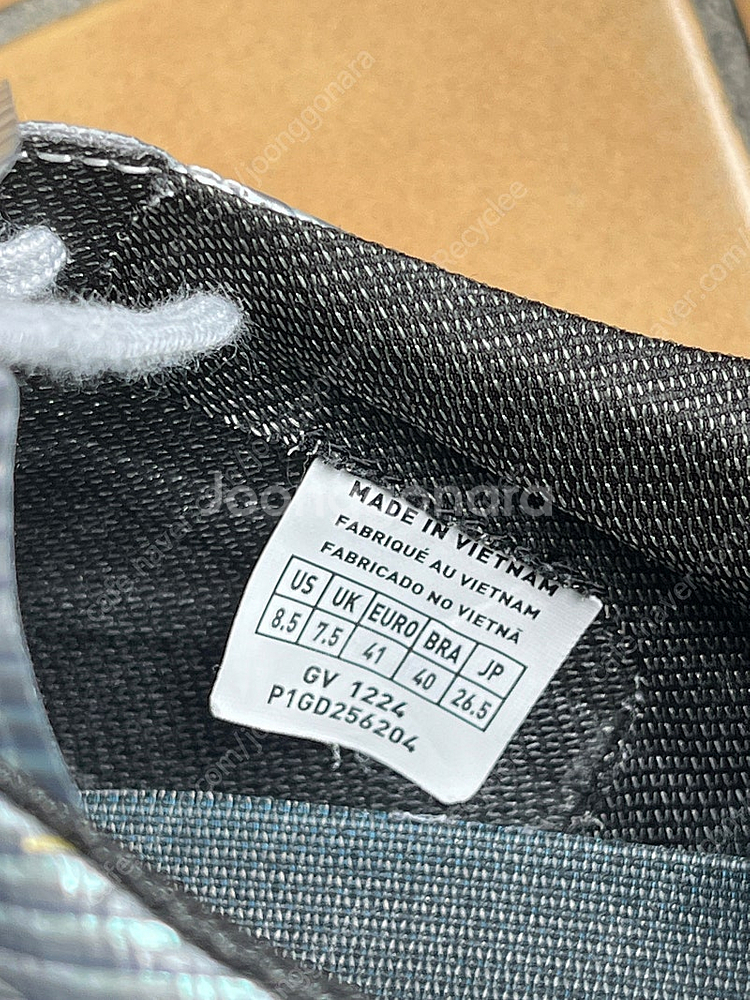 MADE IN VIETNAM
FABRIQUÉ AU VIETNAM
FABRICADO NO VIETNÃ
US UK EURO BRA JP
8.5 7.5 41 40 26.5
GV 1224
P1GD256204
Joonggonara